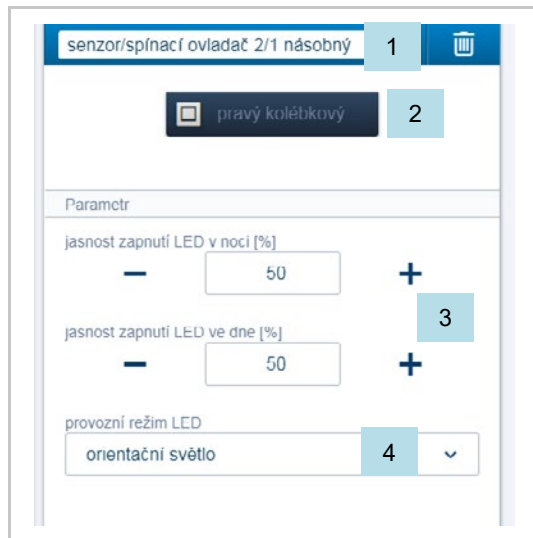 senzor/spínací ovladač 2/1 násobný 1
pravý kolébkový 2
Parametr
jasnost zapnutí LED v noci [%]
− 50 +
3
jasnost zapnutí LED ve dne [%]
− 50 +
provozní režim LED
orientační světlo 4